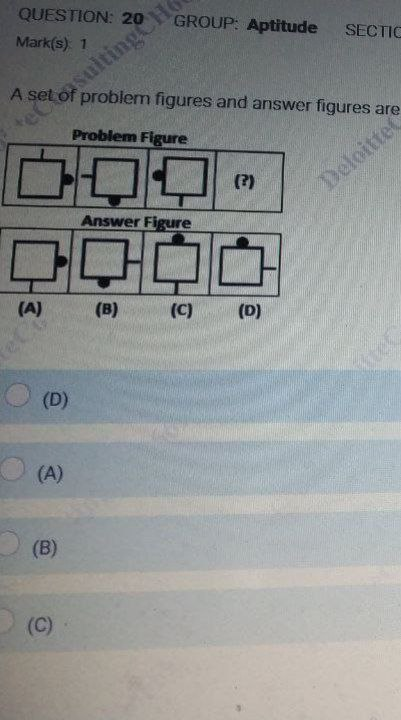 QUESTION: 20 GROUP: Aptitude SECTIC
Mark(s): 1
A set of problem figures and answer figures are
Problem Figure
(?)
Answer Figure
(A) (B) (C) (D)
(D)
(A)
(B)
(C)